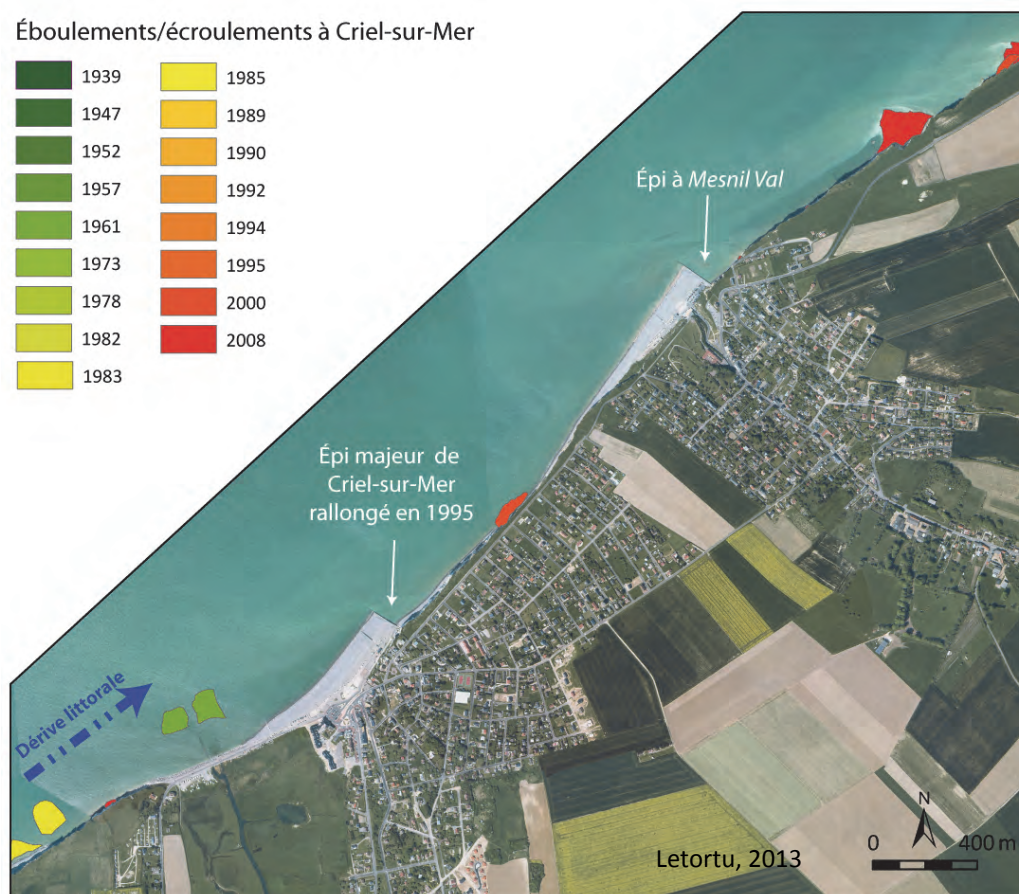 Éboulements/écroulements à Criel-sur-Mer
1939
1947
1952
1957
1961
1973
1978
1982
1983
1985
1989
1990
1992
1994
1995
2000
2008
Épi à Mesnil Val
Épi majeur de
Criel-sur-Mer
rallongé en 1995
Dérive littorale
Letortu, 2013
N
0 400 m